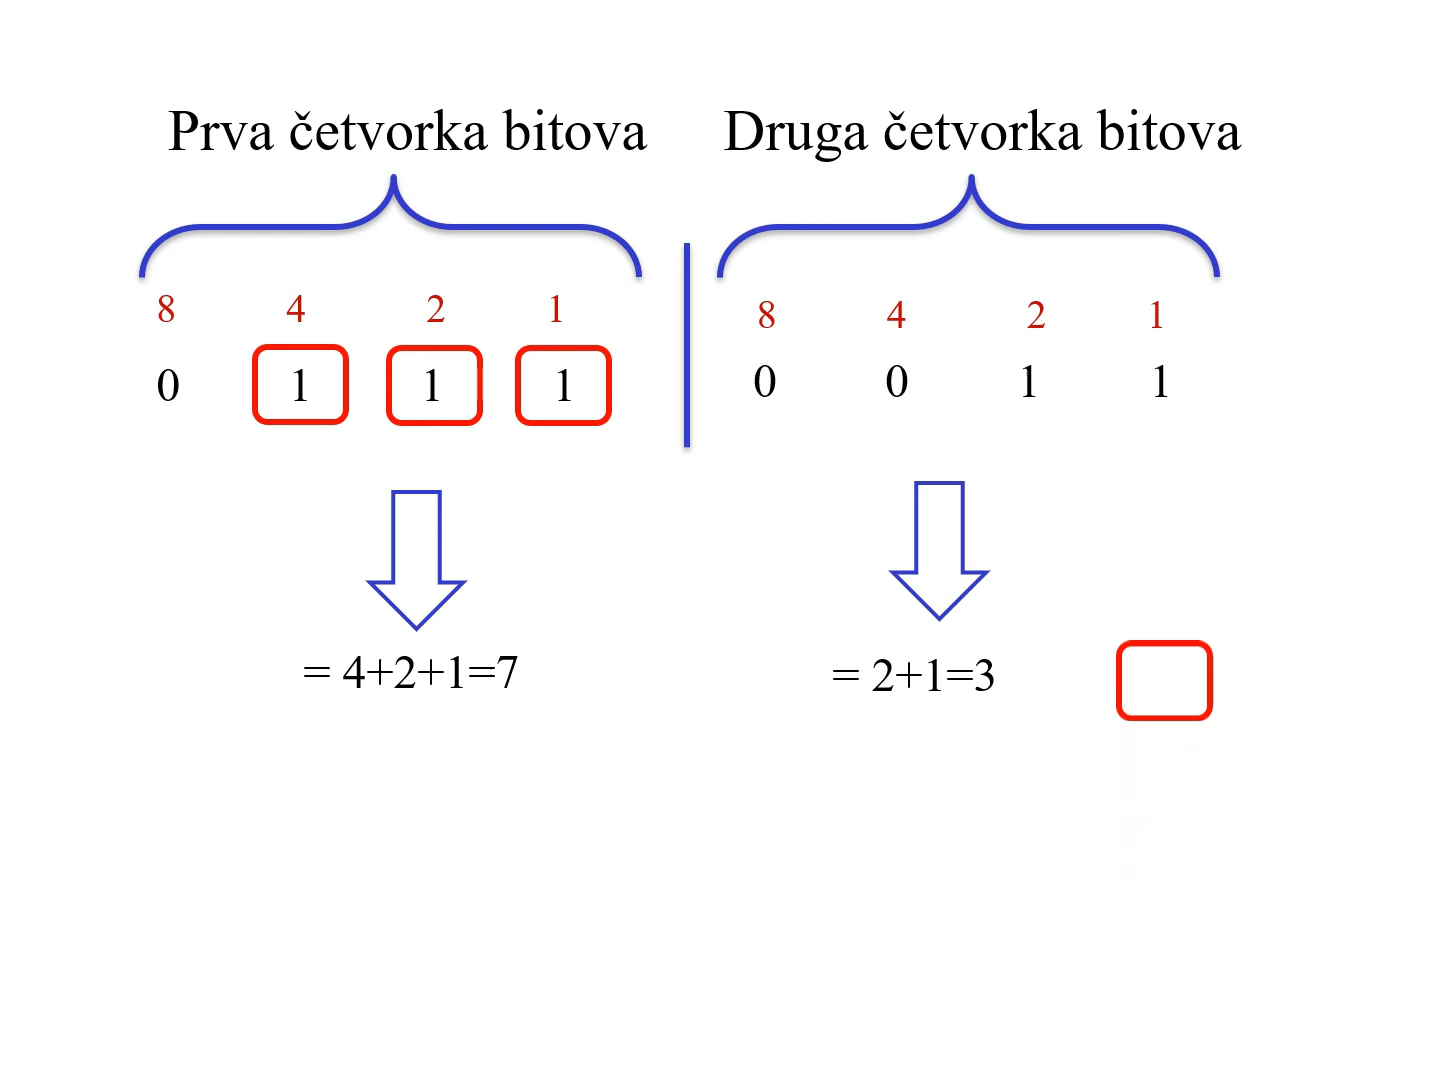 Prva četvorka bitova
Druga četvorka bitova
8 4 2 1
0 1 1 1
8 4 2 1
0 0 1 1
= 4+2+1=7
= 2+1=3